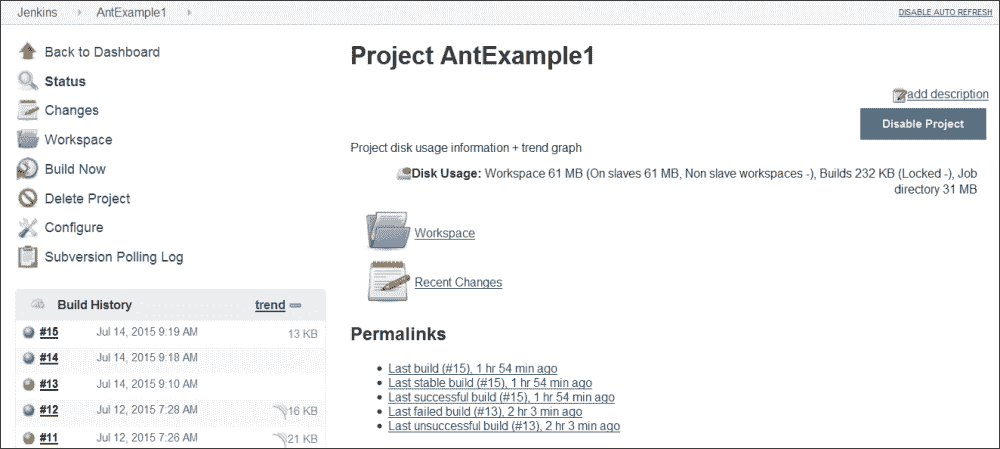 Jenkins AntExample1 DISABLE AUTO REFRESH
Back to Dashboard
Status
Changes
Workspace
Build Now
Delete Project
Configure
Subversion Polling Log
Build History trend
#15 Jul 14, 2015 9:19 AM 13 KB
#14 Jul 14, 2015 9:18 AM
#13 Jul 14, 2015 9:10 AM
#12 Jul 12, 2015 7:28 AM 16 KB
#11 Jul 12, 2015 7:26 AM 21 KB
Project AntExample1
add description
Disable Project
Project disk usage information + trend graph
Disk Usage: Workspace 61 MB (On slaves 61 MB, Non slave workspaces -), Builds 232 KB (Locked -), Job
directory 31 MB
Workspace
Recent Changes
Permalinks
Last build (#15), 1 hr 54 min ago
Last stable build (#15), 1 hr 54 min ago
Last successful build (#15), 1 hr 54 min ago
Last failed build (#13), 2 hr 3 min ago
Last unsuccessful build (#13), 2 hr 3 min ago